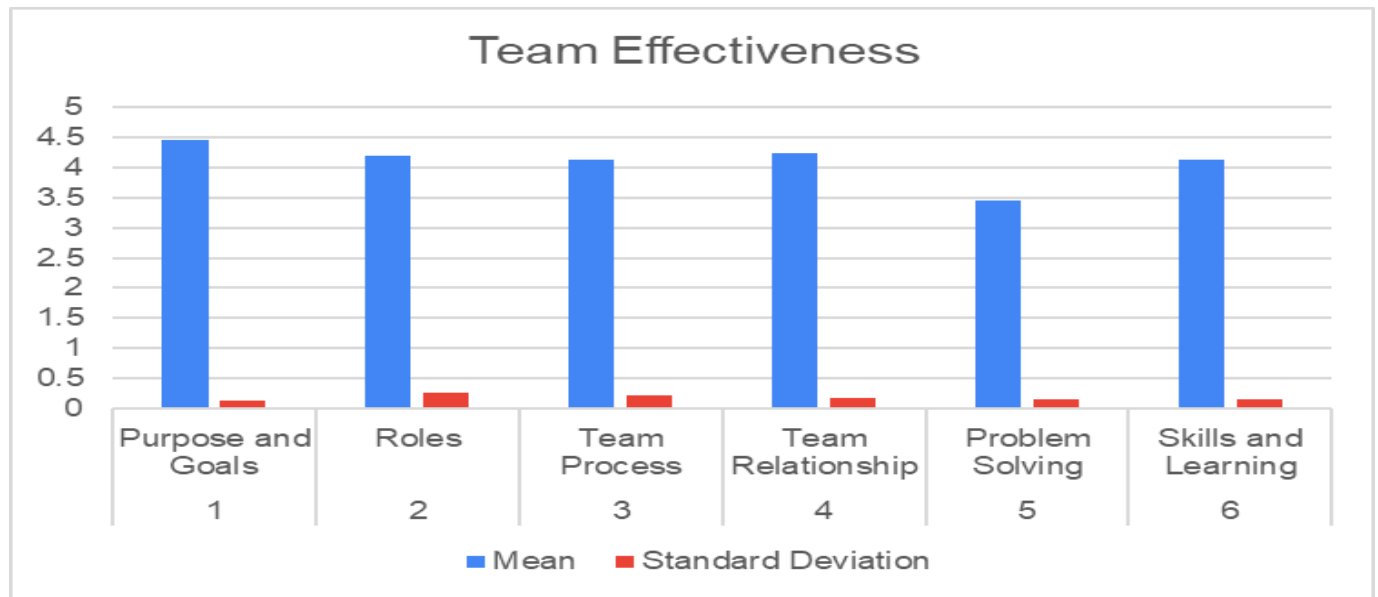 Team Effectiveness
5
4.5
4
3.5
3
2.5
2
1.5
1
0.5
0
Purpose and Goals
Roles
Team Process
Team Relationship
Problem Solving
Skills and Learning
1 2 3 4 5 6
Mean Standard Deviation